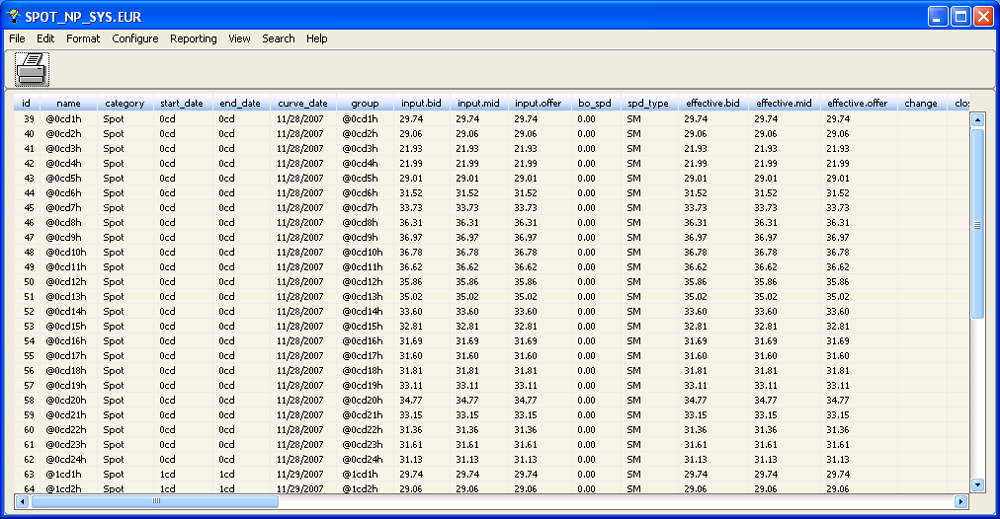 SPOT_NP_SYS.EUR
File Edit Format Configure Reporting View Search Help
id name category start_date end_date curve_date group input.bid input.mid input.offer bo_spd spd_type effective.bid effective.mid effective.offer change clos
39 @0cd1h Spot 0cd 0cd 11/28/2007 @0cd1h 29.74 29.74 29.74 0.00 SM 29.74 29.74 29.74
40 @0cd2h Spot 0cd 0cd 11/28/2007 @0cd2h 29.06 29.06 29.06 0.00 SM 29.06 29.06 29.06
41 @0cd3h Spot 0cd 0cd 11/28/2007 @0cd3h 21.93 21.93 21.93 0.00 SM 21.93 21.93 21.93
42 @0cd4h Spot 0cd 0cd 11/28/2007 @0cd4h 21.99 21.99 21.99 0.00 SM 21.99 21.99 21.99
43 @0cd5h Spot 0cd 0cd 11/28/2007 @0cd5h 29.01 29.01 29.01 0.00 SM 29.01 29.01 29.01
44 @0cd6h Spot 0cd 0cd 11/28/2007 @0cd6h 31.52 31.52 31.52 0.00 SM 31.52 31.52 31.52
45 @0cd7h Spot 0cd 0cd 11/28/2007 @0cd7h 33.73 33.73 33.73 0.00 SM 33.73 33.73 33.73
46 @0cd8h Spot 0cd 0cd 11/28/2007 @0cd8h 36.31 36.31 36.31 0.00 SM 36.31 36.31 36.31
47 @0cd9h Spot 0cd 0cd 11/28/2007 @0cd9h 36.97 36.97 36.97 0.00 SM 36.97 36.97 36.97
48 @0cd10h Spot 0cd 0cd 11/28/2007 @0cd10h 36.78 36.78 36.78 0.00 SM 36.78 36.78 36.78
49 @0cd11h Spot 0cd 0cd 11/28/2007 @0cd11h 36.62 36.62 36.62 0.00 SM 36.62 36.62 36.62
50 @0cd12h Spot 0cd 0cd 11/28/2007 @0cd12h 35.86 35.86 35.86 0.00 SM 35.86 35.86 35.86
51 @0cd13h Spot 0cd 0cd 11/28/2007 @0cd13h 35.02 35.02 35.02 0.00 SM 35.02 35.02 35.02
52 @0cd14h Spot 0cd 0cd 11/28/2007 @0cd14h 33.60 33.60 33.60 0.00 SM 33.60 33.60 33.60
53 @0cd15h Spot 0cd 0cd 11/28/2007 @0cd15h 32.81 32.81 32.81 0.00 SM 32.81 32.81 32.81
54 @0cd16h Spot 0cd 0cd 11/28/2007 @0cd16h 31.69 31.69 31.69 0.00 SM 31.69 31.69 31.69
55 @0cd17h Spot 0cd 0cd 11/28/2007 @0cd17h 31.60 31.60 31.60 0.00 SM 31.60 31.60 31.60
56 @0cd18h Spot 0cd 0cd 11/28/2007 @0cd18h 31.81 31.81 31.81 0.00 SM 31.81 31.81 31.81
57 @0cd19h Spot 0cd 0cd 11/28/2007 @0cd19h 33.11 33.11 33.11 0.00 SM 33.11 33.11 33.11
58 @0cd20h Spot 0cd 0cd 11/28/2007 @0cd20h 34.77 34.77 34.77 0.00 SM 34.77 34.77 34.77
59 @0cd21h Spot 0cd 0cd 11/28/2007 @0cd21h 33.15 33.15 33.15 0.00 SM 33.15 33.15 33.15
60 @0cd22h Spot 0cd 0cd 11/28/2007 @0cd22h 31.36 31.36 31.36 0.00 SM 31.36 31.36 31.36
61 @0cd23h Spot 0cd 0cd 11/28/2007 @0cd23h 31.61 31.61 31.61 0.00 SM 31.61 31.61 31.61
62 @0cd24h Spot 0cd 0cd 11/28/2007 @0cd24h 31.13 31.13 31.13 0.00 SM 31.13 31.13 31.13
63 @1cd1h Spot 1cd 1cd 11/29/2007 @1cd1h 29.74 29.74 29.74 0.00 SM 29.74 29.74 29.74
64 @1cd2h Spot 1cd 1cd 11/29/2007 @1cd2h 29.06 29.06 29.06 0.00 SM 29.06 29.06 29.06